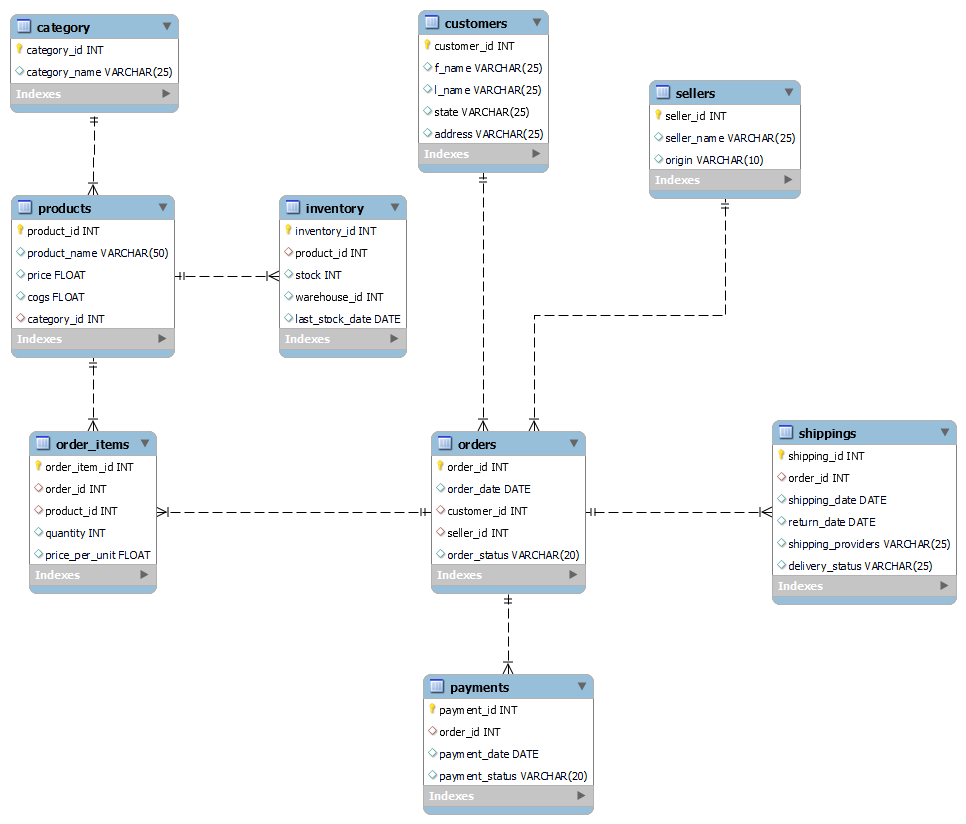 category
category_id INT
category_name VARCHAR(25)
Indexes
customers
customer_id INT
f_name VARCHAR(25)
l_name VARCHAR(25)
state VARCHAR(25)
address VARCHAR(25)
Indexes
sellers
seller_id INT
seller_name VARCHAR(25)
origin VARCHAR(10)
Indexes
products
product_id INT
product_name VARCHAR(50)
price FLOAT
cogs FLOAT
category_id INT
Indexes
inventory
inventory_id INT
product_id INT
stock INT
warehouse_id INT
last_stock_date DATE
Indexes
order_items
order_item_id INT
order_id INT
product_id INT
quantity INT
price_per_unit FLOAT
Indexes
orders
order_id INT
order_date DATE
customer_id INT
seller_id INT
order_status VARCHAR(20)
Indexes
shippings
shipping_id INT
order_id INT
shipping_date DATE
return_date DATE
shipping_providers VARCHAR(25)
delivery_status VARCHAR(25)
Indexes
payments
payment_id INT
order_id INT
payment_date DATE
payment_status VARCHAR(20)
Indexes